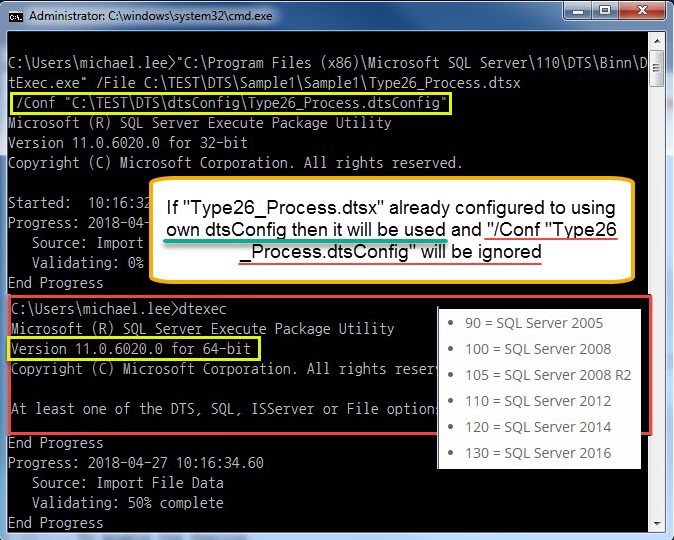 Administrator: C:\windows\system32\cmd.exe
C:\Users\michael.lee>"C:\Program Files (x86)\Microsoft SQL Server\110\DTS\Binn\D
tExec.exe" /File C:\TEST\DTS\Sample1\Sample1\Type26_Process.dtsx
/Conf "C:\TEST\DTS\dtsConfig\Type26_Process.dtsConfig"
Microsoft (R) SQL Server Execute Package Utility
Version 11.0.6020.0 for 32-bit
Copyright (C) Microsoft Corporation. All rights reserved.
Started:  10:16:32
Progress: 2018-04-
Source: Import
Validating: 0%
End Progress
If "Type26_Process.dtsx" already configured to using
own dtsConfig then it will be used and "/Conf "Type26
_Process.dtsConfig" will be ignored
C:\Users\michael.lee>dtexec
Microsoft (R) SQL Server Execute Package Utility
Version 11.0.6020.0 for 64-bit
Copyright (C) Microsoft Corporation. All rights reser
At least one of the DTS, SQL, ISServer or File option
90 = SQL Server 2005
100 = SQL Server 2008
105 = SQL Server 2008 R2
110 = SQL Server 2012
120 = SQL Server 2014
130 = SQL Server 2016
End Progress
Progress: 2018-04-27 10:16:34.60
Source: Import File Data
Validating: 50% complete
End Progress